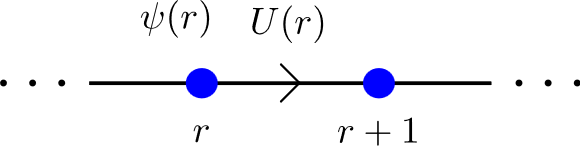 ψ(r) U(r)
· · · · · ·
r r + 1